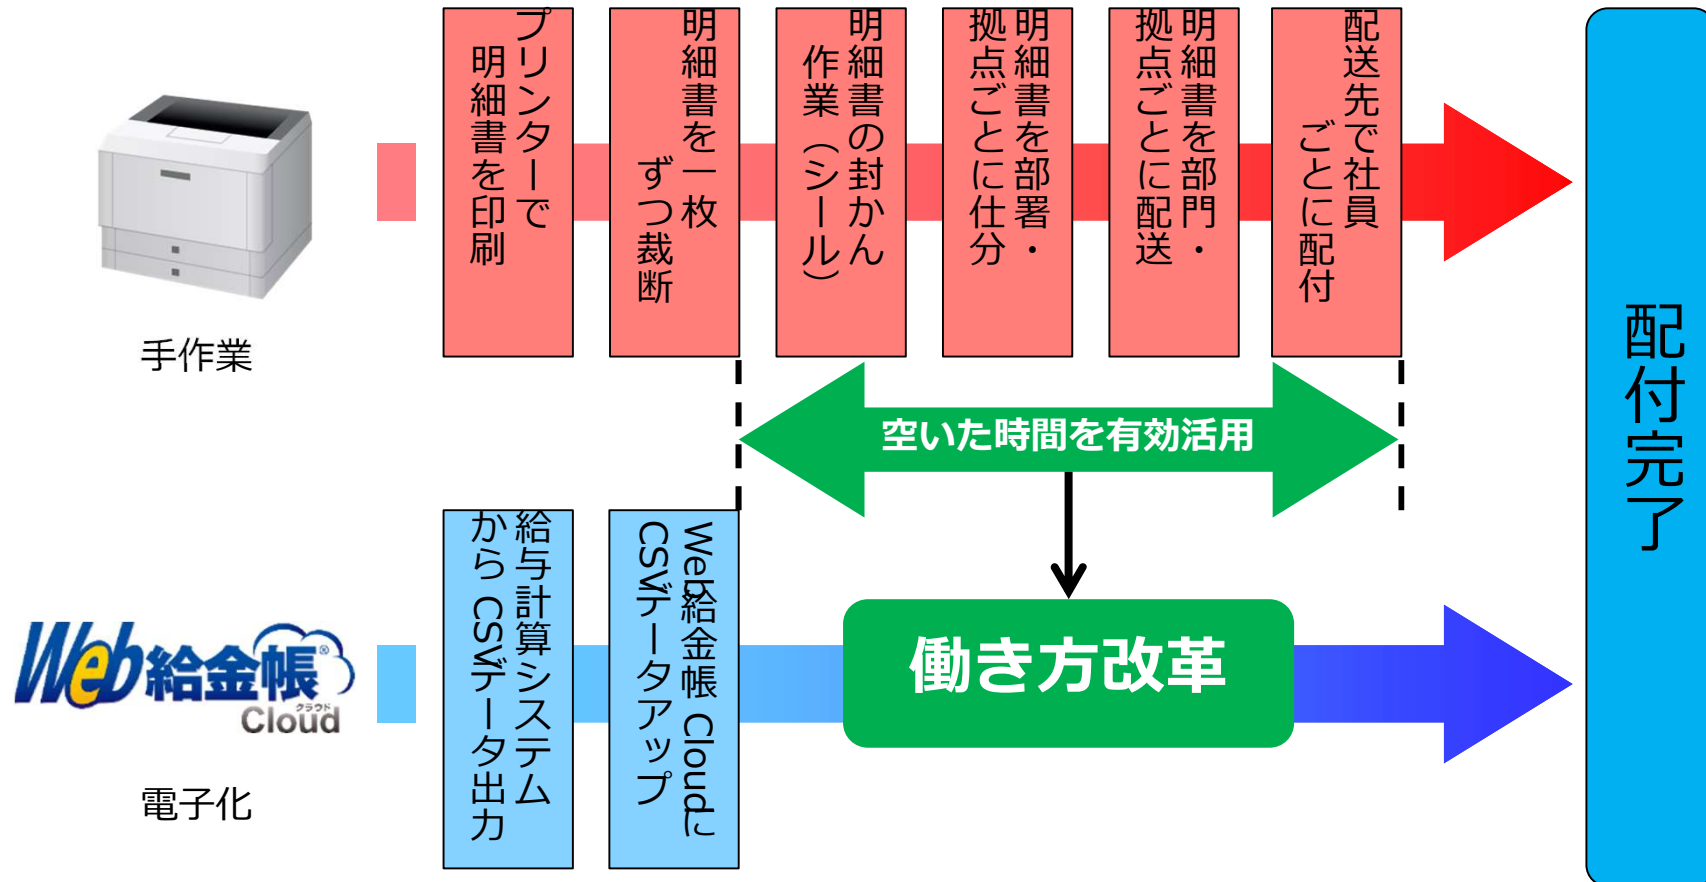 プリンターで
明細書を印刷
明細書を一枚
ずつ裁断
明細書の封かん
作業（シール）
明細書を部署・
拠点ごとに仕分
明細書を部門・
拠点ごとに配送
配送先で社員
ごとに配付
手作業
空いた時間を有効活用
配付完了
給与計算システム
から CSVデータ出力
Web給金帳 Cloudに
CSVデータアップ
働き方改革
Web給金帳®
クラウド
Cloud
電子化